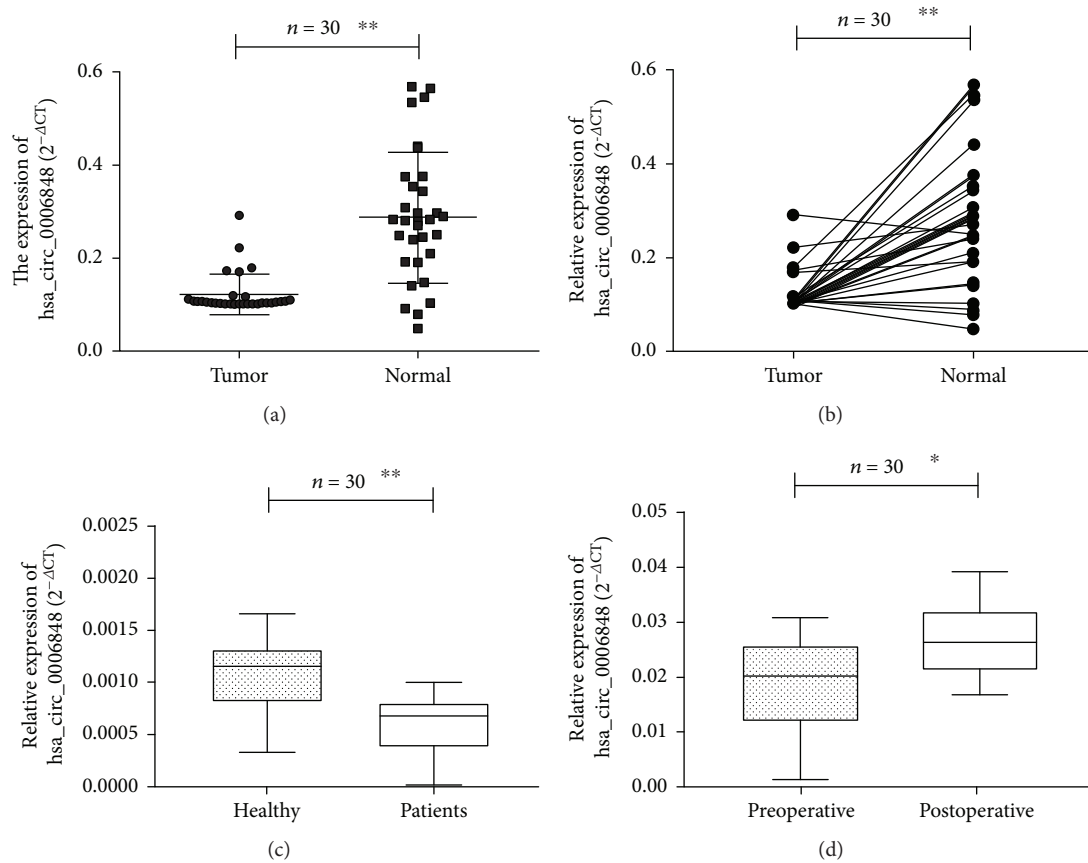 n = 30 **
The expression of
hsa_circ_0006848 (2^−ΔCT)
0.6
0.4
0.2
0.0
Tumor Normal
(a)
n = 30 **
Relative expression of
hsa_circ_0006848 (2^-ΔCT)
0.6
0.4
0.2
0.0
Tumor Normal
(b)
n = 30 **
Relative expression of
hsa_circ_0006848 (2^−ΔCT)
0.0025
0.0020
0.0015
0.0010
0.0005
0.0000
Healthy Patients
(c)
n = 30 *
Relative expression of
hsa_circ_0006848 (2^−ΔCT)
0.05
0.04
0.03
0.02
0.01
0.00
Preoperative Postoperative
(d)